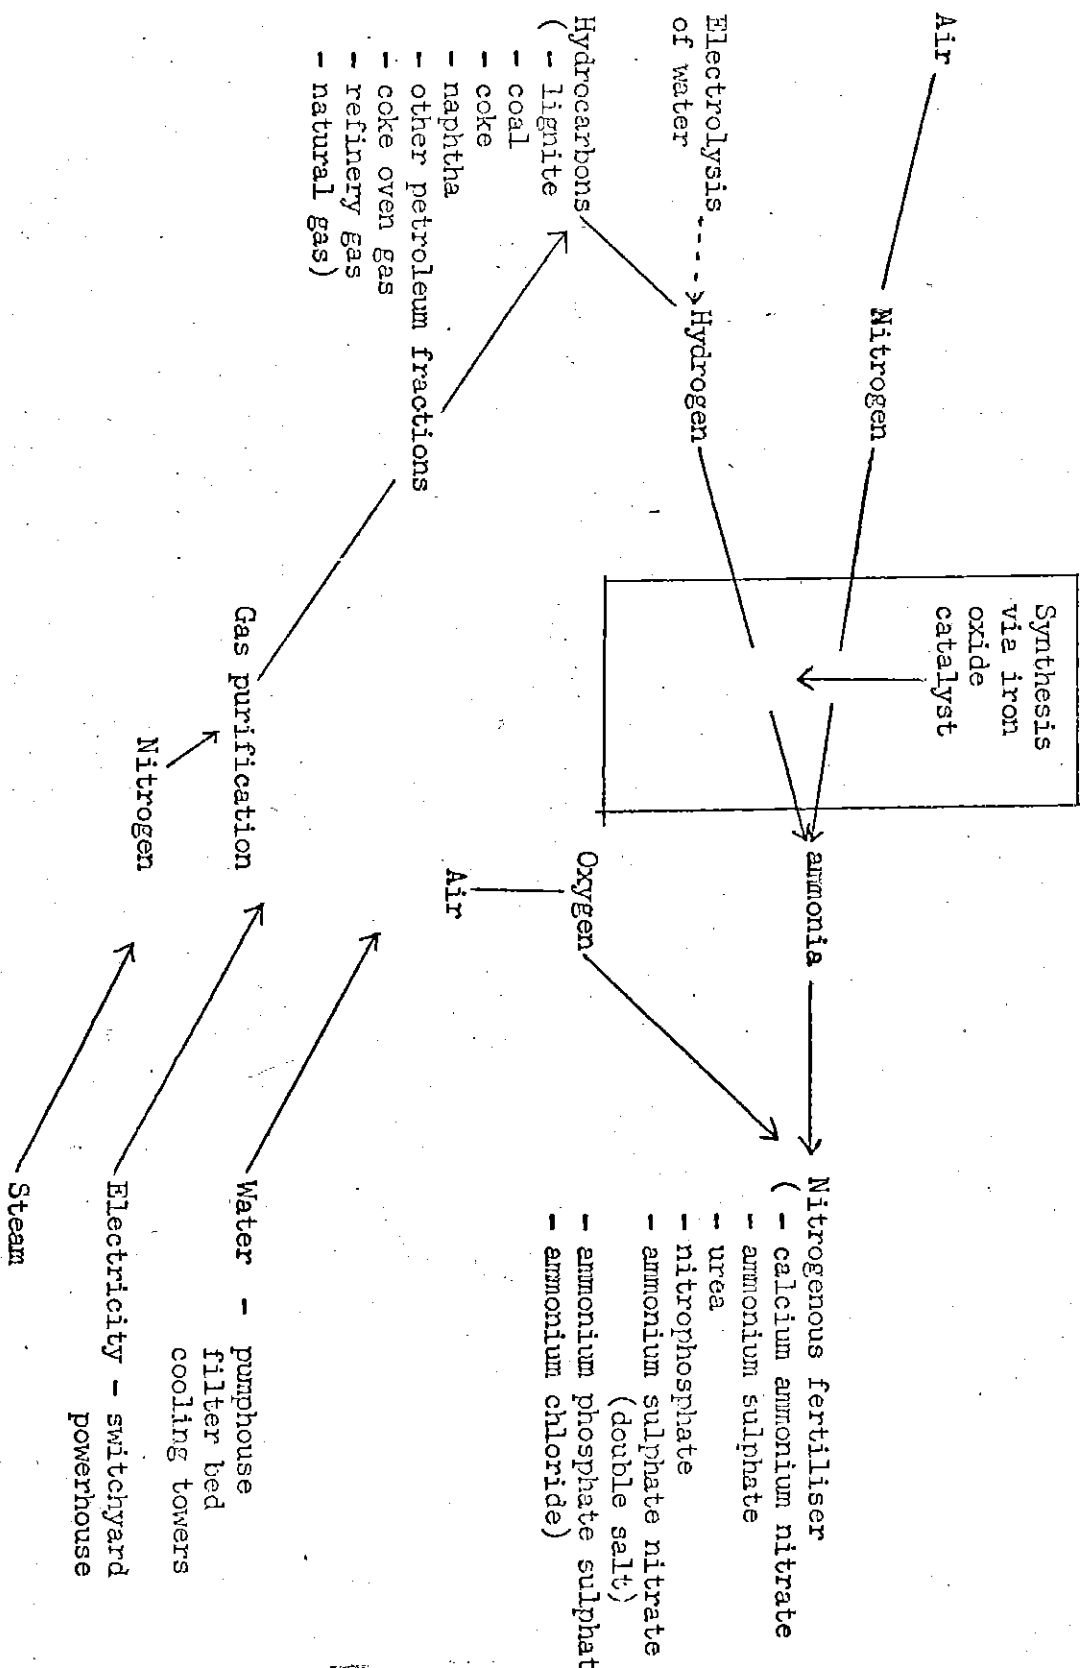 Air
Nitrogen
Synthesis
via iron
oxide
catalyst
ammonia
Nitrogenous fertiliser
( - calcium ammonium nitrate
- ammonium sulphate
- urea
- nitrophosphate
- ammonium sulphate nitrate
(double salt)
- ammonium phosphate sulphat
- ammonium chloride)
Electrolysis
of water
Hydrogen
Oxygen
Air
Hydrocarbons
( - lignite
- coal
- coke
- naphtha
- other petroleum fractions
- coke oven gas
- refinery gas
- natural gas)
Gas purification
Nitrogen
Water - pumphouse
filter bed
cooling towers
Electricity - switchyard
powerhouse
Steam